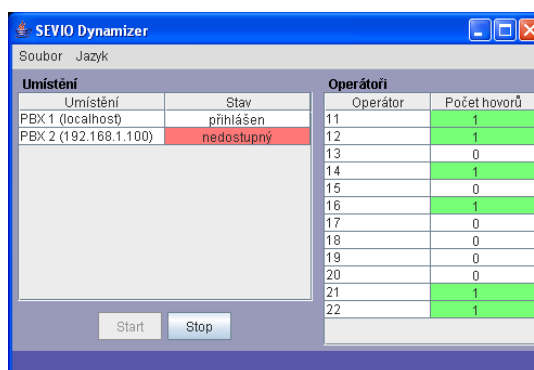 SEVIO Dynamizer
Soubor Jazyk
Umístění
Umístění Stav
PBX 1 (localhost) přihlášen
PBX 2 (192.168.1.100) nedostupný
Start Stop
Operátoři
Operátor Počet hovorů
11 1
12 1
13 0
14 1
15 0
16 1
17 0
18 0
19 0
20 0
21 1
22 1